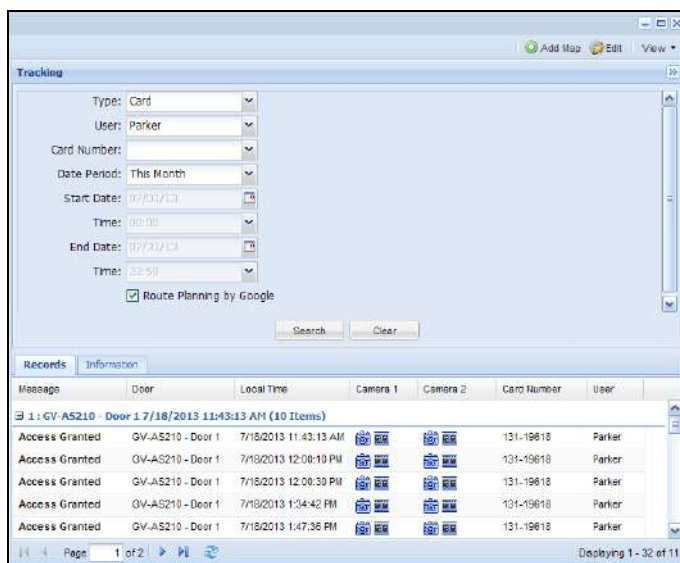 Add Map Edit View
Tracking
Type: Card
User: Parker
Card Number:
Date Period: This Month
Start Date: 07/01/13
Time: 00:00
End Date: 07/31/13
Time: 23:59
Route Planning by Google
Search Clear
Records Information
Message Door Local Time Camera 1 Camera 2 Card Number User
1 : GV-AS210 - Door 1 7/18/2013 11:43:13 AM (10 Items)
Access Granted GV-AS210 - Door 1 7/18/2013 11:43:13 AM 131-19618 Parker
Access Granted GV-AS210 - Door 1 7/18/2013 12:00:10 PM 131-19618 Parker
Access Granted GV-AS210 - Door 1 7/18/2013 12:00:30 PM 131-19618 Parker
Access Granted GV-AS210 - Door 1 7/18/2013 1:34:42 PM 131-19618 Parker
Access Granted GV-AS210 - Door 1 7/18/2013 1:47:36 PM 131-19618 Parker
Page 1 of 2 Displaying 1 - 32 of 11